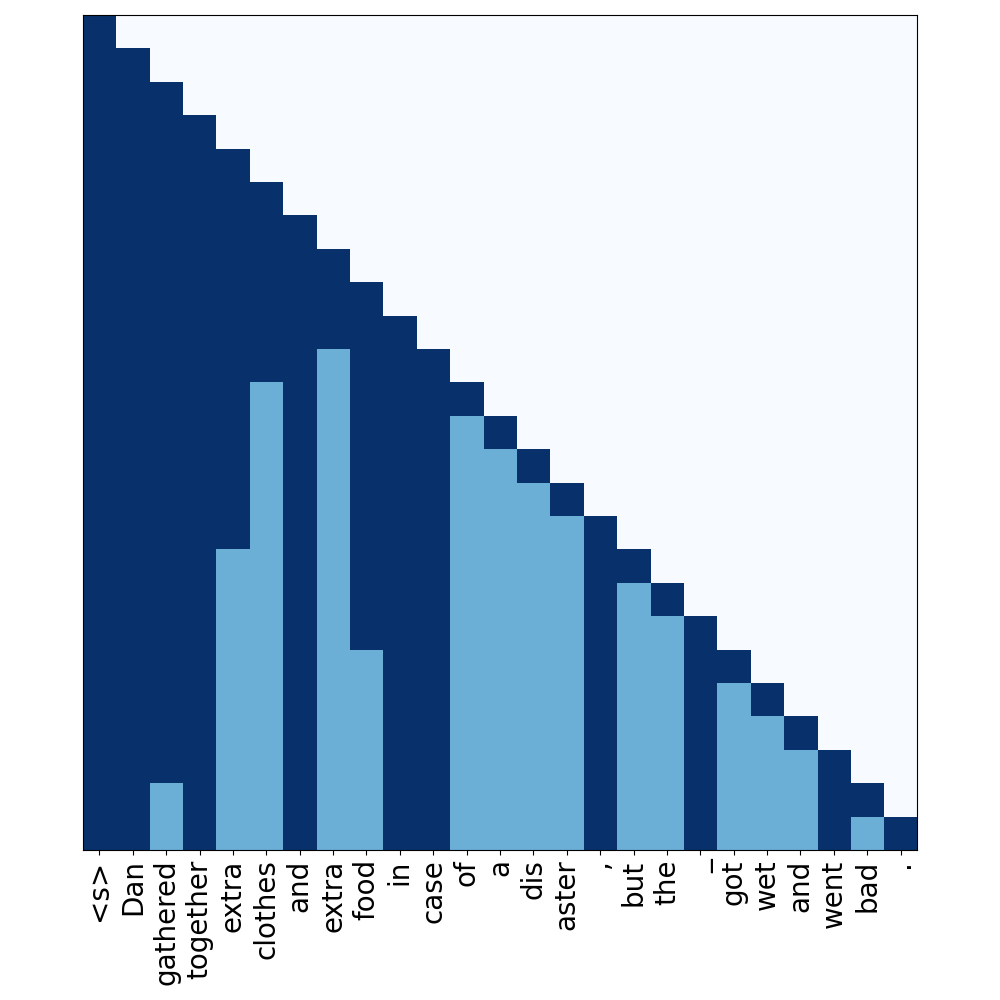 <s> Dan gathered together extra clothes and extra food in case of a dis aster , but the _ got wet and went bad .